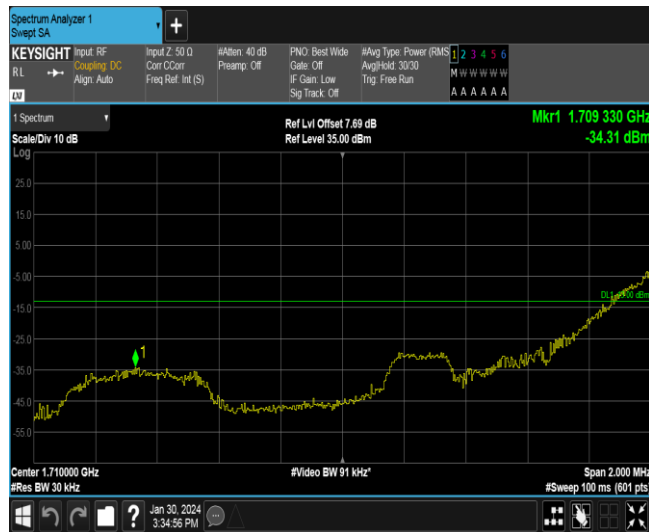 Spectrum Analyzer 1
Swept SA
KEYSIGHT
RL
LXI
Input: RF
Coupling: DC
Align: Auto
Input Z: 50 Ω
Corr CCorr
Freq Ref: Int (S)
#Atten: 40 dB
Preamp: Off
PNO: Best Wide
Gate: Off
IF Gain: Low
Sig Track: Off
#Avg Type: Power (RMS
Avg|Hold: 30/30
Trig: Free Run
1 2 3 4 5 6
M W W W W W
A A A A A A
1 Spectrum
Scale/Div 10 dB
Ref Lvl Offset 7.69 dB
Ref Level 35.00 dBm
Mkr1 1.709 330 GHz
-34.31 dBm
Log
25.0
15.0
5.00
-5.00
-15.0
-25.0
-35.0
-45.0
-55.0
1
Center 1.710000 GHz
#Res BW 30 kHz
#Video BW 91 kHz*
Span 2.000 MHz
#Sweep 100 ms (601 pts)
?
Jan 30, 2024
3:34:56 PM